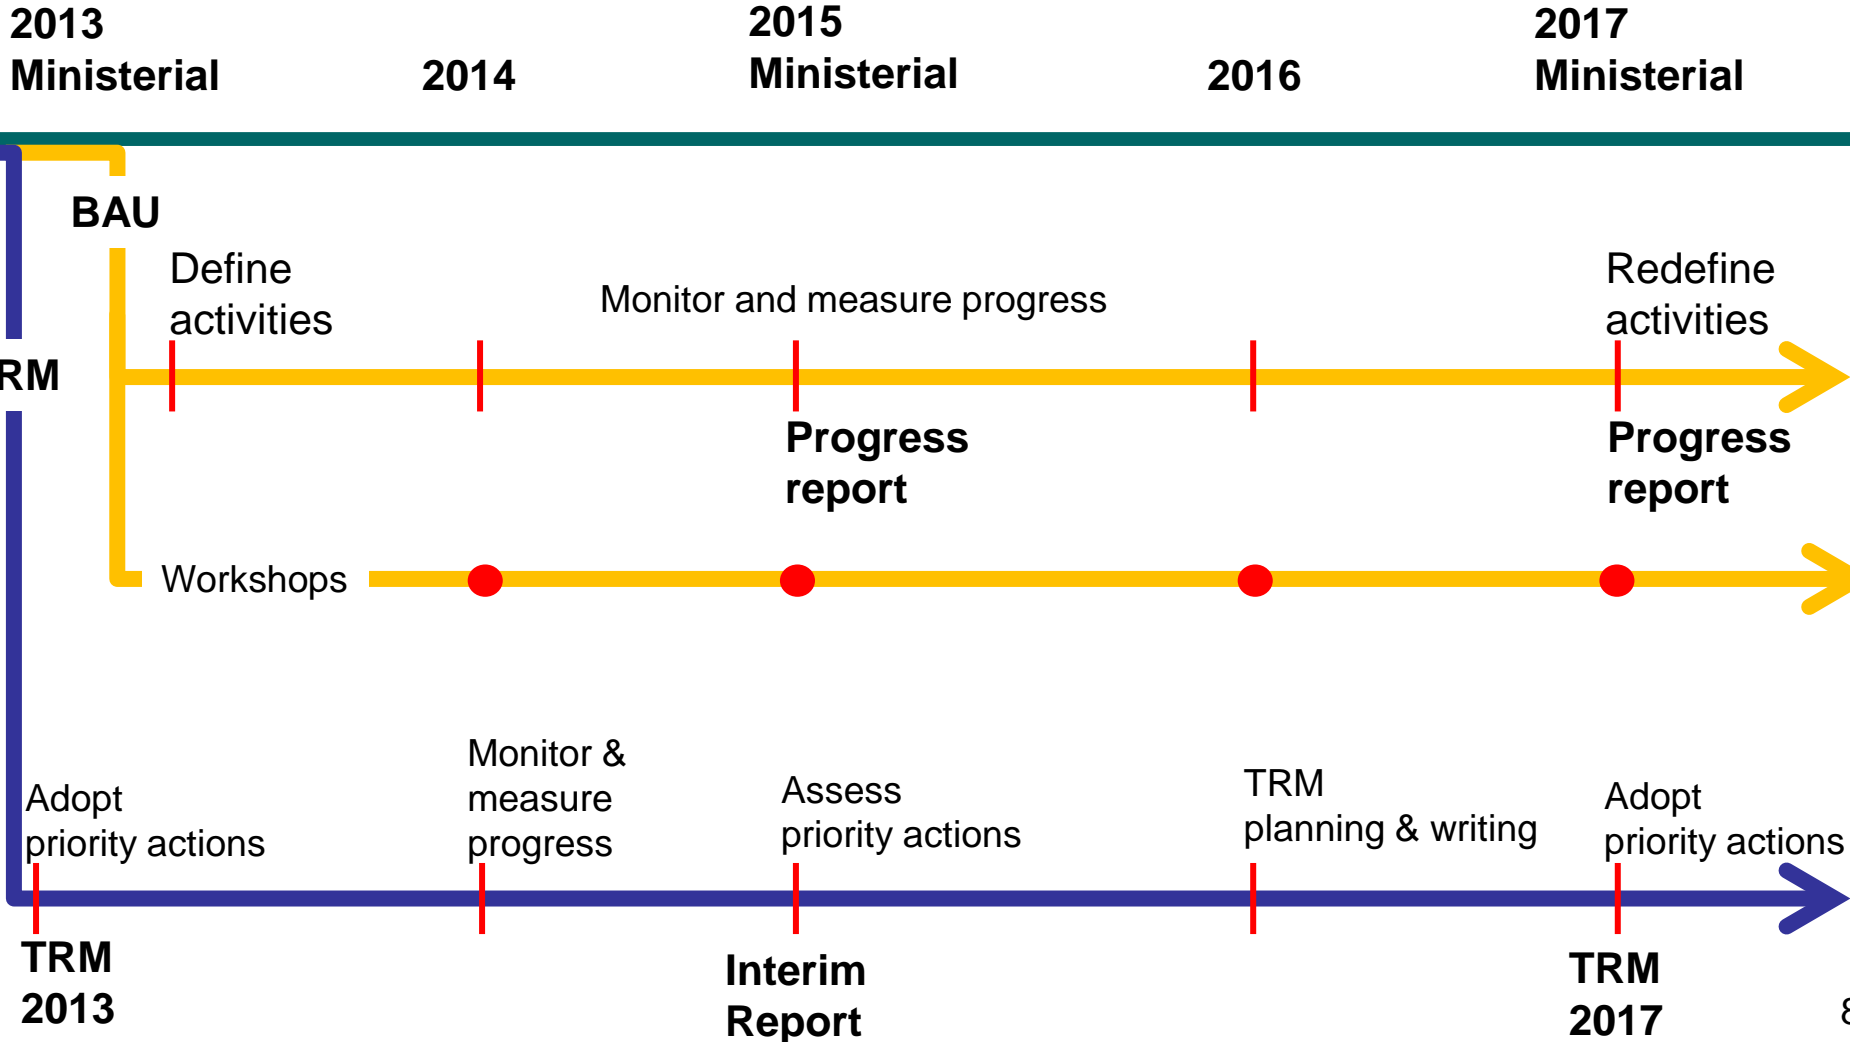 2013
Ministerial
2014
2015
Ministerial
2016
2017
Ministerial
BAU
Define
activities
Monitor and measure progress
Redefine
activities
RM
Progress
report
Progress
report
Workshops
Adopt
priority actions
Monitor &
measure
progress
Assess
priority actions
TRM
planning & writing
Adopt
priority actions
TRM
2013
Interim
Report
TRM
2017
8